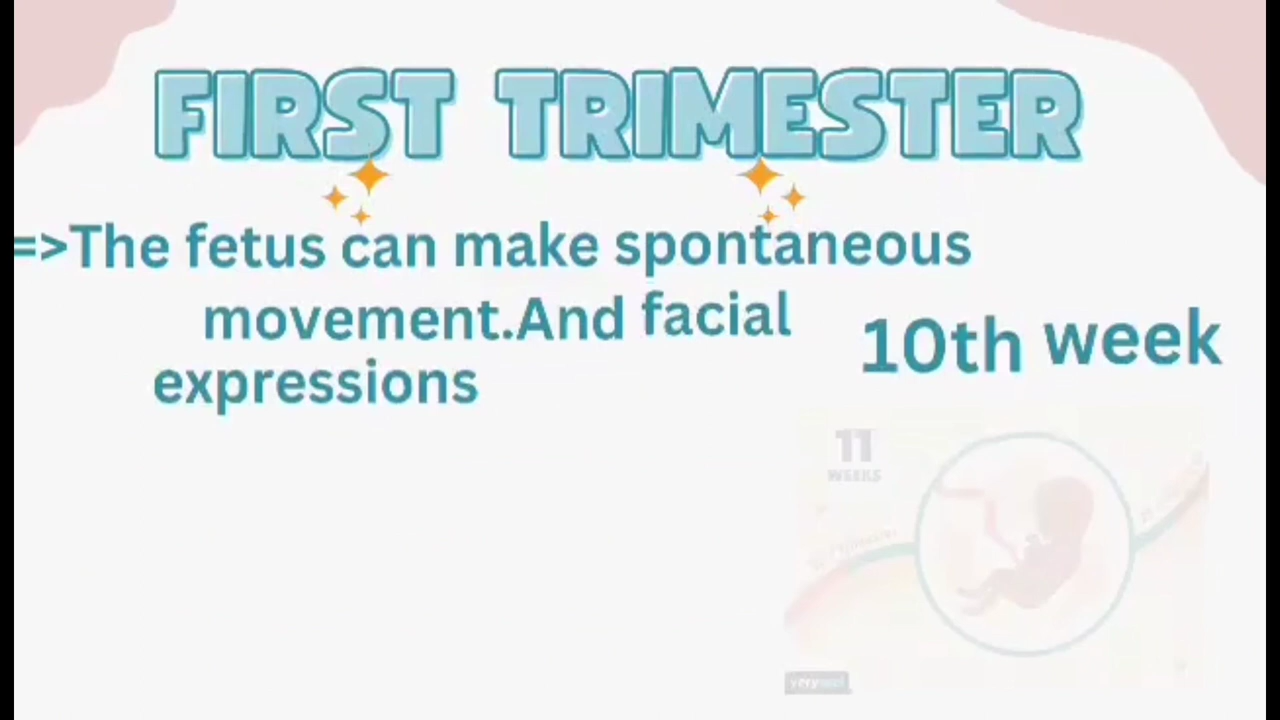 FIRST TRIMESTER
=>The fetus can make spontaneous
movement.And facial
expressions
10th week
11
WEEKS